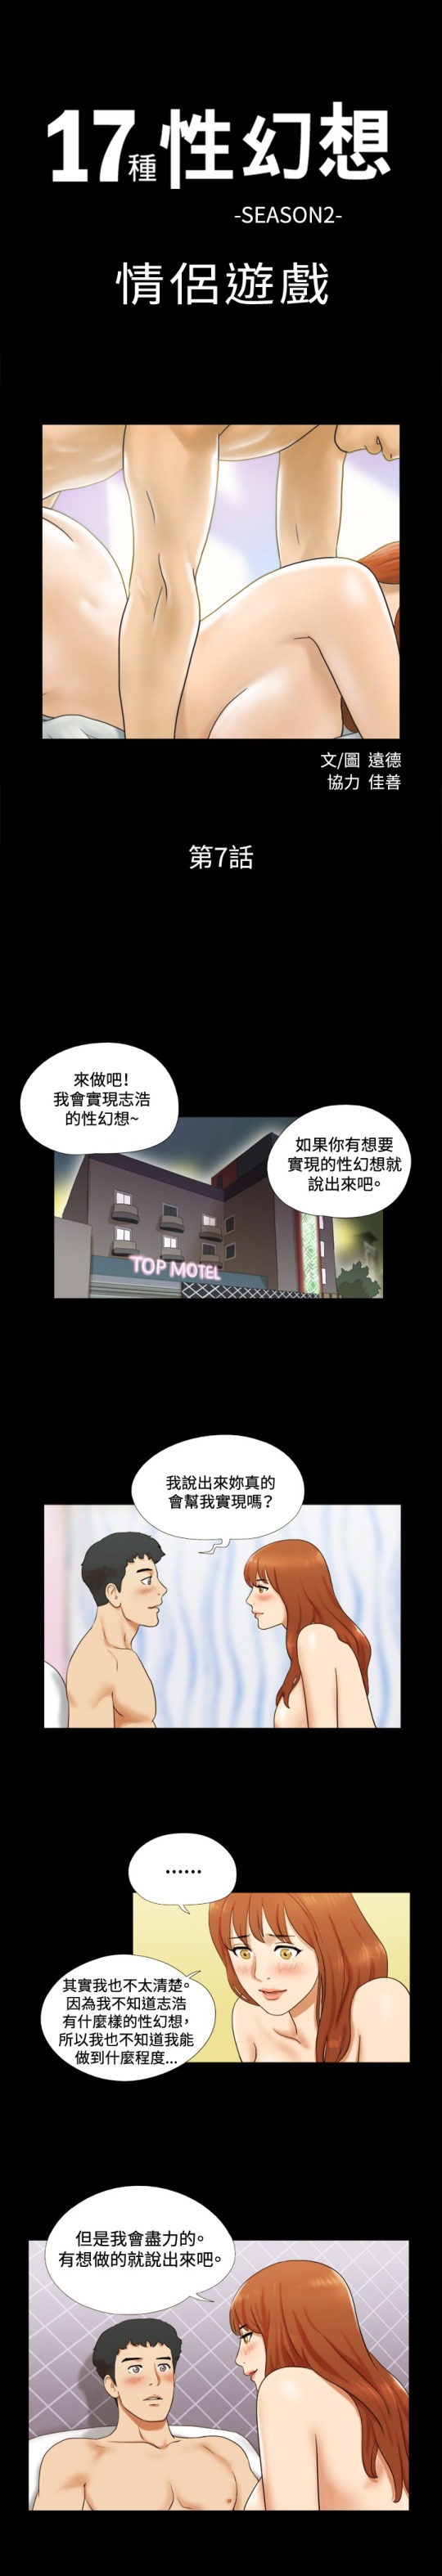 17種性幻想
-SEASON2-
情侶遊戲
文/圖 遠德
協力 佳善
第7話
來做吧!
我會實現志浩
的性幻想~
如果你有想要
實現的性幻想就
說出來吧。
TOP MOTEL
我說出來妳真的
會幫我實現嗎?
······
其實我也不太清楚。
因為我不知道志浩
有什麼樣的性幻想,
所以我也不知道我能
做到什麼程度...
但是我會盡力的。
有想做的就說出來吧。